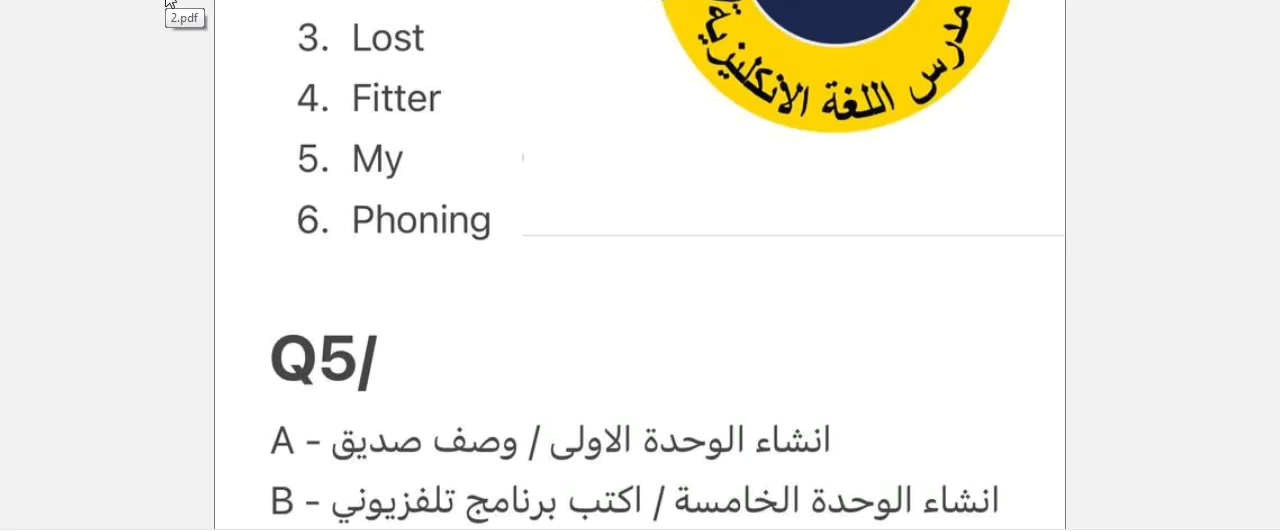 2.pdf
3. Lost
مدرس اللغة الانكليزية
4. Fitter
5. My
6. Phoning
Q5/
A - انشاء الوحدة الاولى / وصف صديق
B - انشاء الوحدة الخامسة / اكتب برنامج تلفزيوني